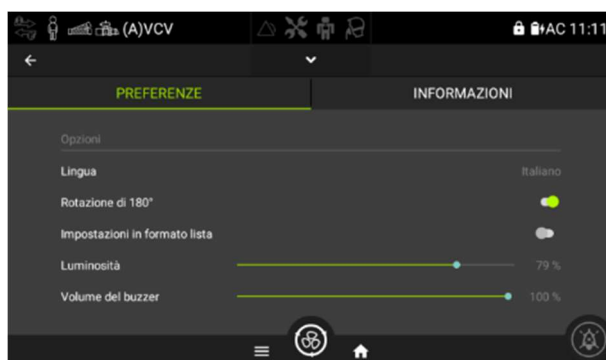 (A)VCV AC 11:11
PREFERENZE INFORMAZIONI
Opzioni
Lingua Italiano
Rotazione di 180°
Impostazioni in formato lista
Luminosità 79 %
Volume del buzzer 100 %